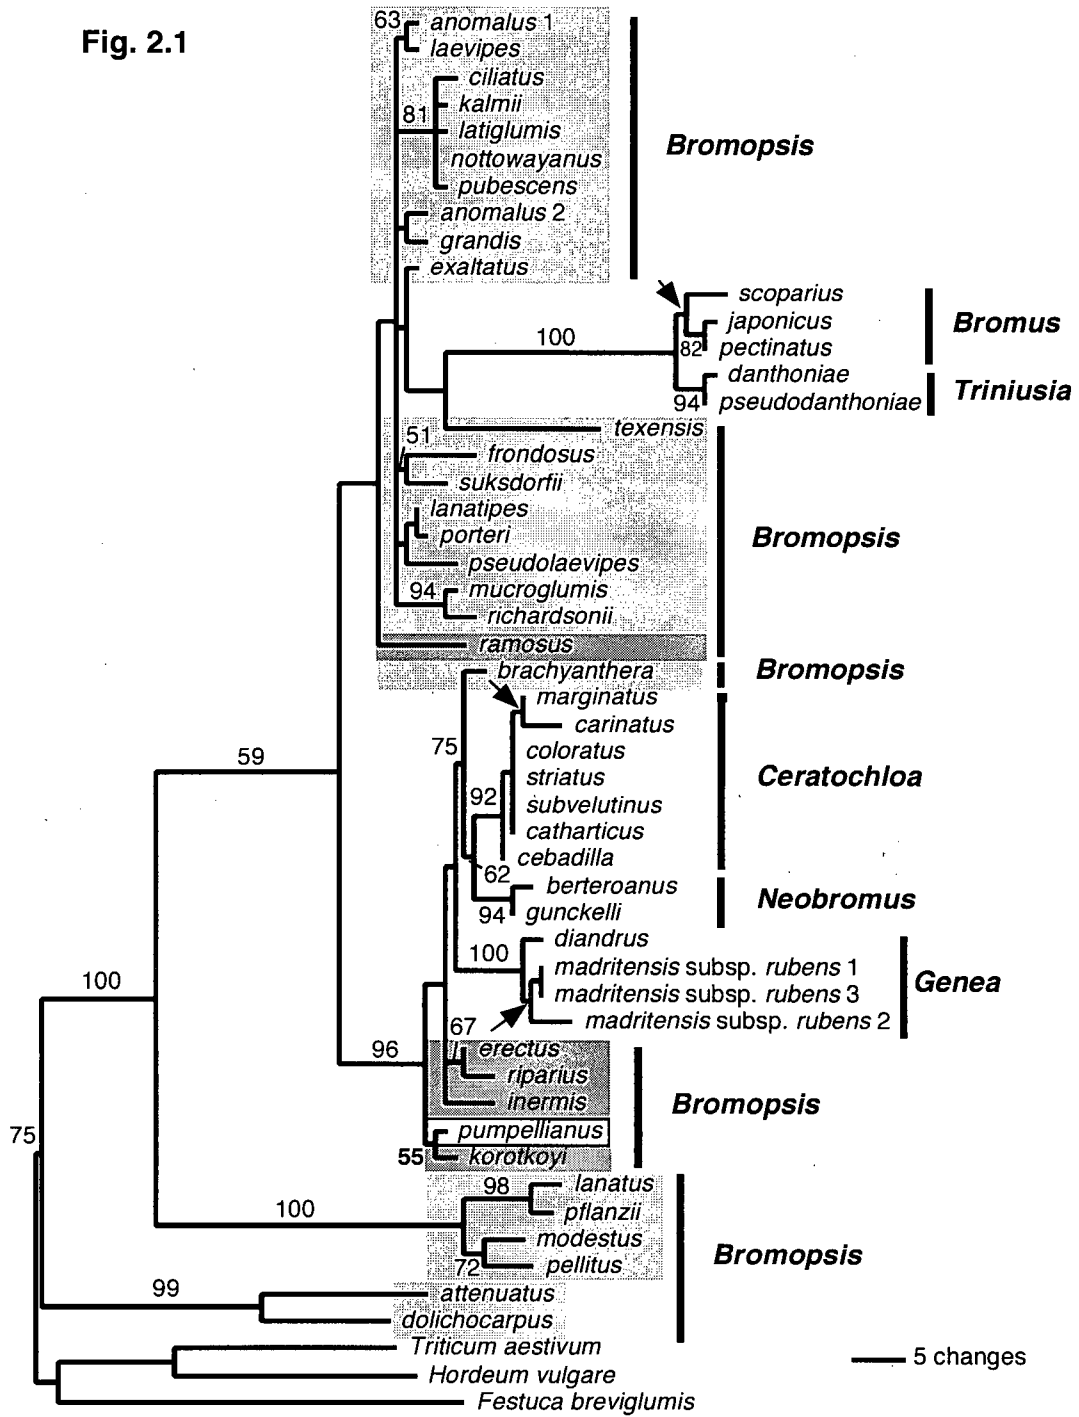 Fig. 2.1
63
anomalus 1
laevipes
ciliatus
kalmii
81
latiglumis
nottowayanus
pubescens
Bromopsis
anomalus 2
grandis
exaltatus
scoparius
japonicus
Bromus
100
82
pectinatus
danthoniae
Triniusia
94
pseudodanthoniae
texensis
51
frondosus
suksdorfii
lanatipes
porteri
Bromopsis
pseudolaevipes
94
mucroglumis
richardsonii
ramosus
brachyanthera
Bromopsis
marginatus
carinatus
75
coloratus
59
striatus
Ceratochloa
92
subvelutinus
catharticus
cebadilla
62
berteroanus
Neobromus
94
gunckelli
diandrus
100
madritensis subsp. rubens 1
100
madritensis subsp. rubens 3
Genea
madritensis subsp. rubens 2
67
96
erectus
riparius
inermis
Bromopsis
pumpellianus
75
55
korotkoyi
98
lanatus
100
pflanzii
modestus
Bromopsis
72
pellitus
99
attenuatus
dolichocarpus
Triticum aestivum
5 changes
Hordeum vulgare
Festuca breviglumis